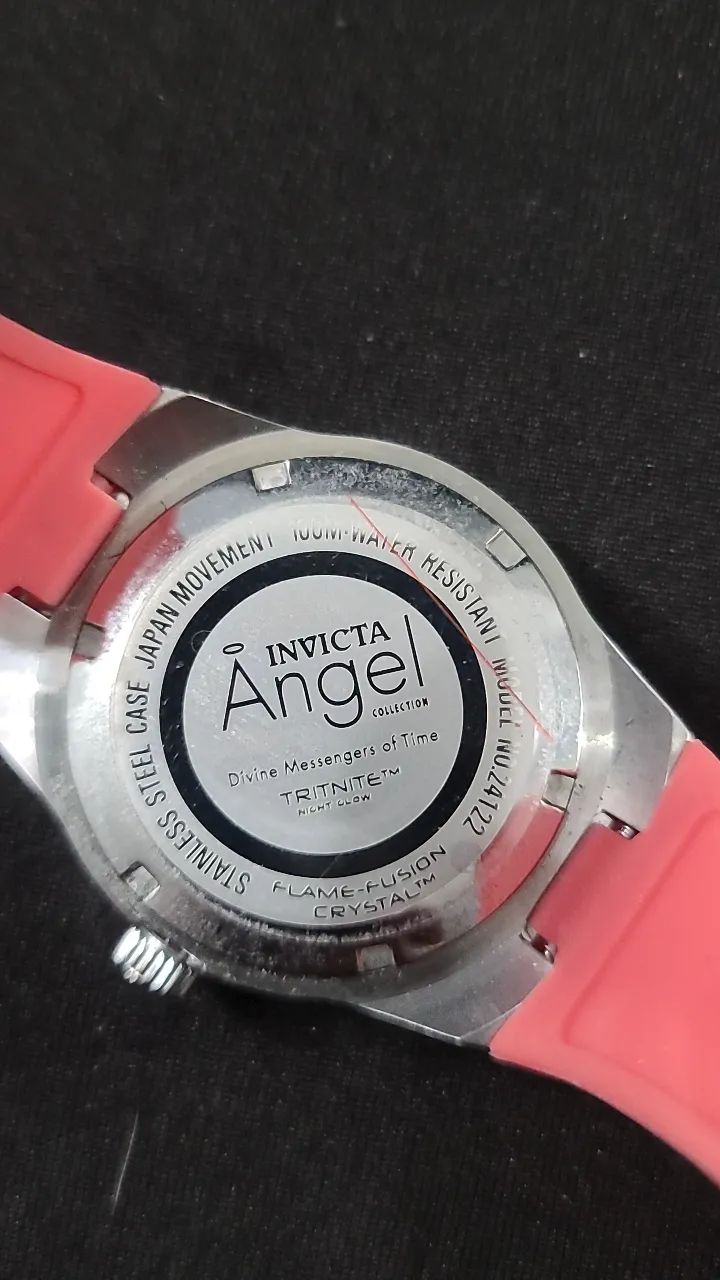 INVICTA
Angel
COLLECTION
Divine Messengers of Time
TRITNITE™
NIGHT GLOW
STAINLESS STEEL CASE JAPAN MOVEMENT 100M-WATER RESISTANT MODEL NO.24122
FLAME-FUSION
CRYSTAL™